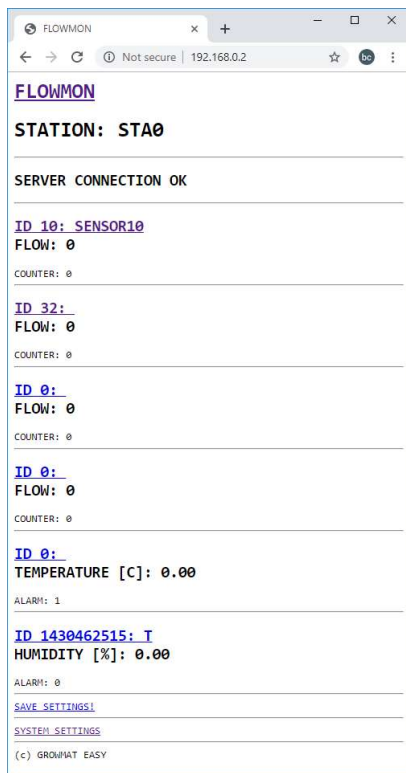 FLOWMON
Not secure | 192.168.0.2
bc
FLOWMON
STATION: STA0
SERVER CONNECTION OK
ID 10: SENSOR10
FLOW: 0
COUNTER: 0
ID 32:
FLOW: 0
COUNTER: 0
ID 0:
FLOW: 0
COUNTER: 0
ID 0:
FLOW: 0
COUNTER: 0
ID 0:
TEMPERATURE [C]: 0.00
ALARM: 1
ID 1430462515: T
HUMIDITY [%]: 0.00
ALARM: 0
SAVE SETTINGS!
SYSTEM SETTINGS
(c) GROWMAT EASY